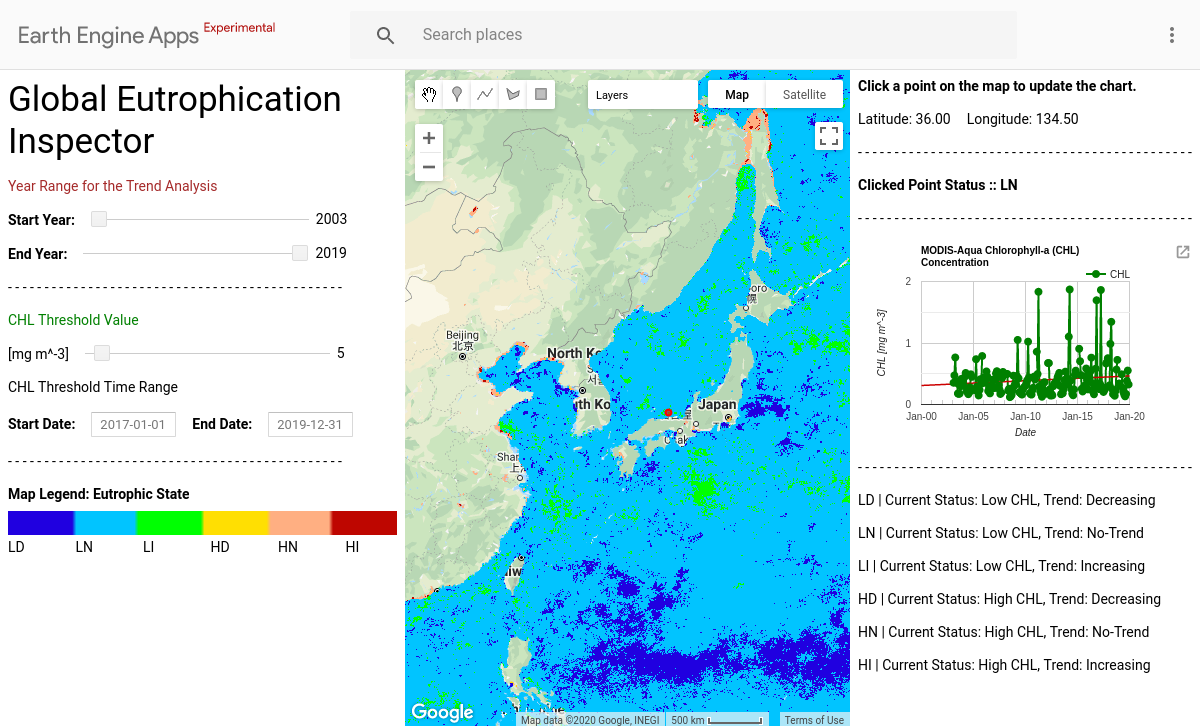 Earth Engine Apps Experimental
Search places
Global Eutrophication
Inspector
Year Range for the Trend Analysis
Start Year: 2003
End Year: 2019
CHL Threshold Value
[mg m^-3] 5
CHL Threshold Time Range
Start Date: 2017-01-01 End Date: 2019-12-31
Map Legend: Eutrophic State
LD LN LI HD HN HI
Layers
Map Satellite
+
−
Beijing
北京
North Ko
th Ko
Japan
Shan
上
iw
Google
Map data ©2020 Google, INEGI 500 km Terms of Use
Click a point on the map to update the chart.
Latitude: 36.00 Longitude: 134.50
Clicked Point Status :: LN
MODIS-Aqua Chlorophyll-a (CHL)
Concentration
CHL
CHL [mg m^-3]
2
1
0
Jan-00 Jan-05 Jan-10 Jan-15 Jan-20
Date
LD | Current Status: Low CHL, Trend: Decreasing
LN | Current Status: Low CHL, Trend: No-Trend
LI | Current Status: Low CHL, Trend: Increasing
HD | Current Status: High CHL, Trend: Decreasing
HN | Current Status: High CHL, Trend: No-Trend
HI | Current Status: High CHL, Trend: Increasing